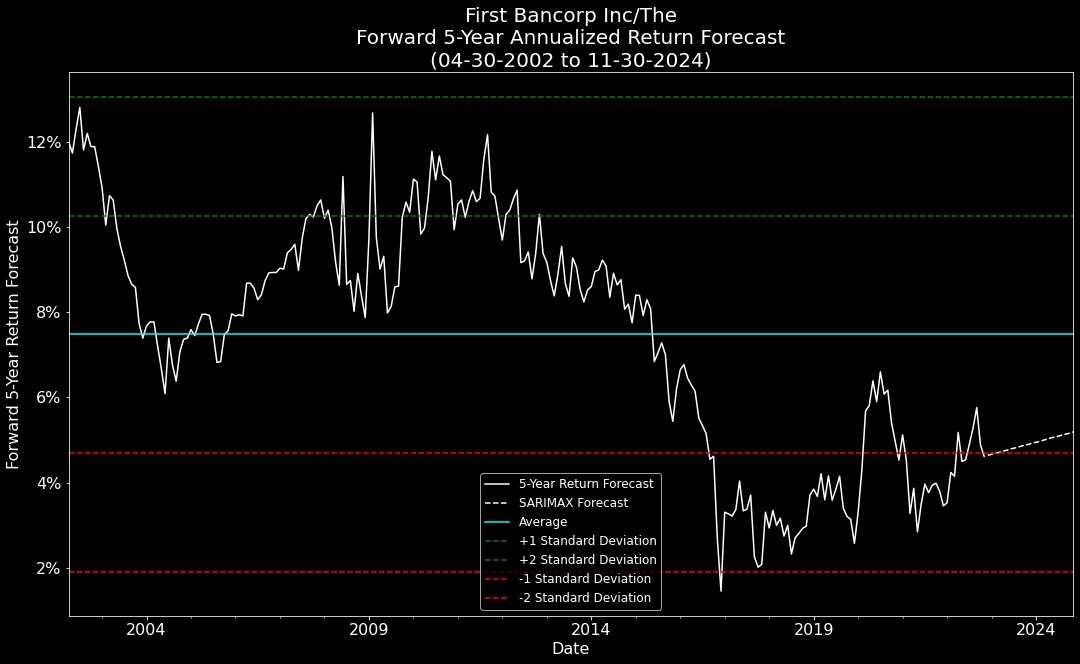 First Bancorp Inc/The
Forward 5-Year Annualized Return Forecast
(04-30-2002 to 11-30-2024)
Forward 5-Year Return Forecast
12%
10%
8%
6%
4%
2%
5-Year Return Forecast
SARIMAX Forecast
Average
+1 Standard Deviation
+2 Standard Deviation
-1 Standard Deviation
-2 Standard Deviation
2004
2009
2014
2019
2024
Date